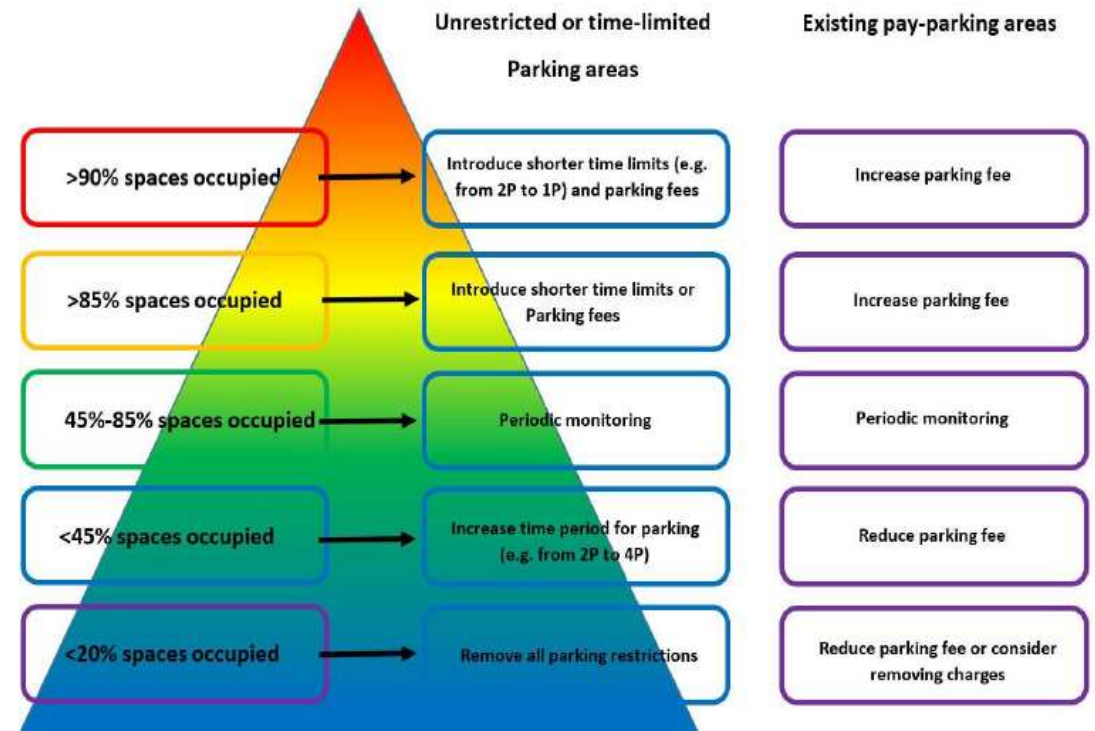 Unrestricted or time-limited
Parking areas
Existing pay-parking areas
>90% spaces occupied
Introduce shorter time limits (e.g.
from 2P to 1P) and parking fees
Increase parking fee
>85% spaces occupied
Introduce shorter time limits or
Parking fees
Increase parking fee
45%-85% spaces occupied
Periodic monitoring
Periodic monitoring
<45% spaces occupied
Increase time period for parking
(e.g. from 2P to 4P)
Reduce parking fee
<20% spaces occupied
Remove all parking restrictions
Reduce parking fee or consider
removing charges